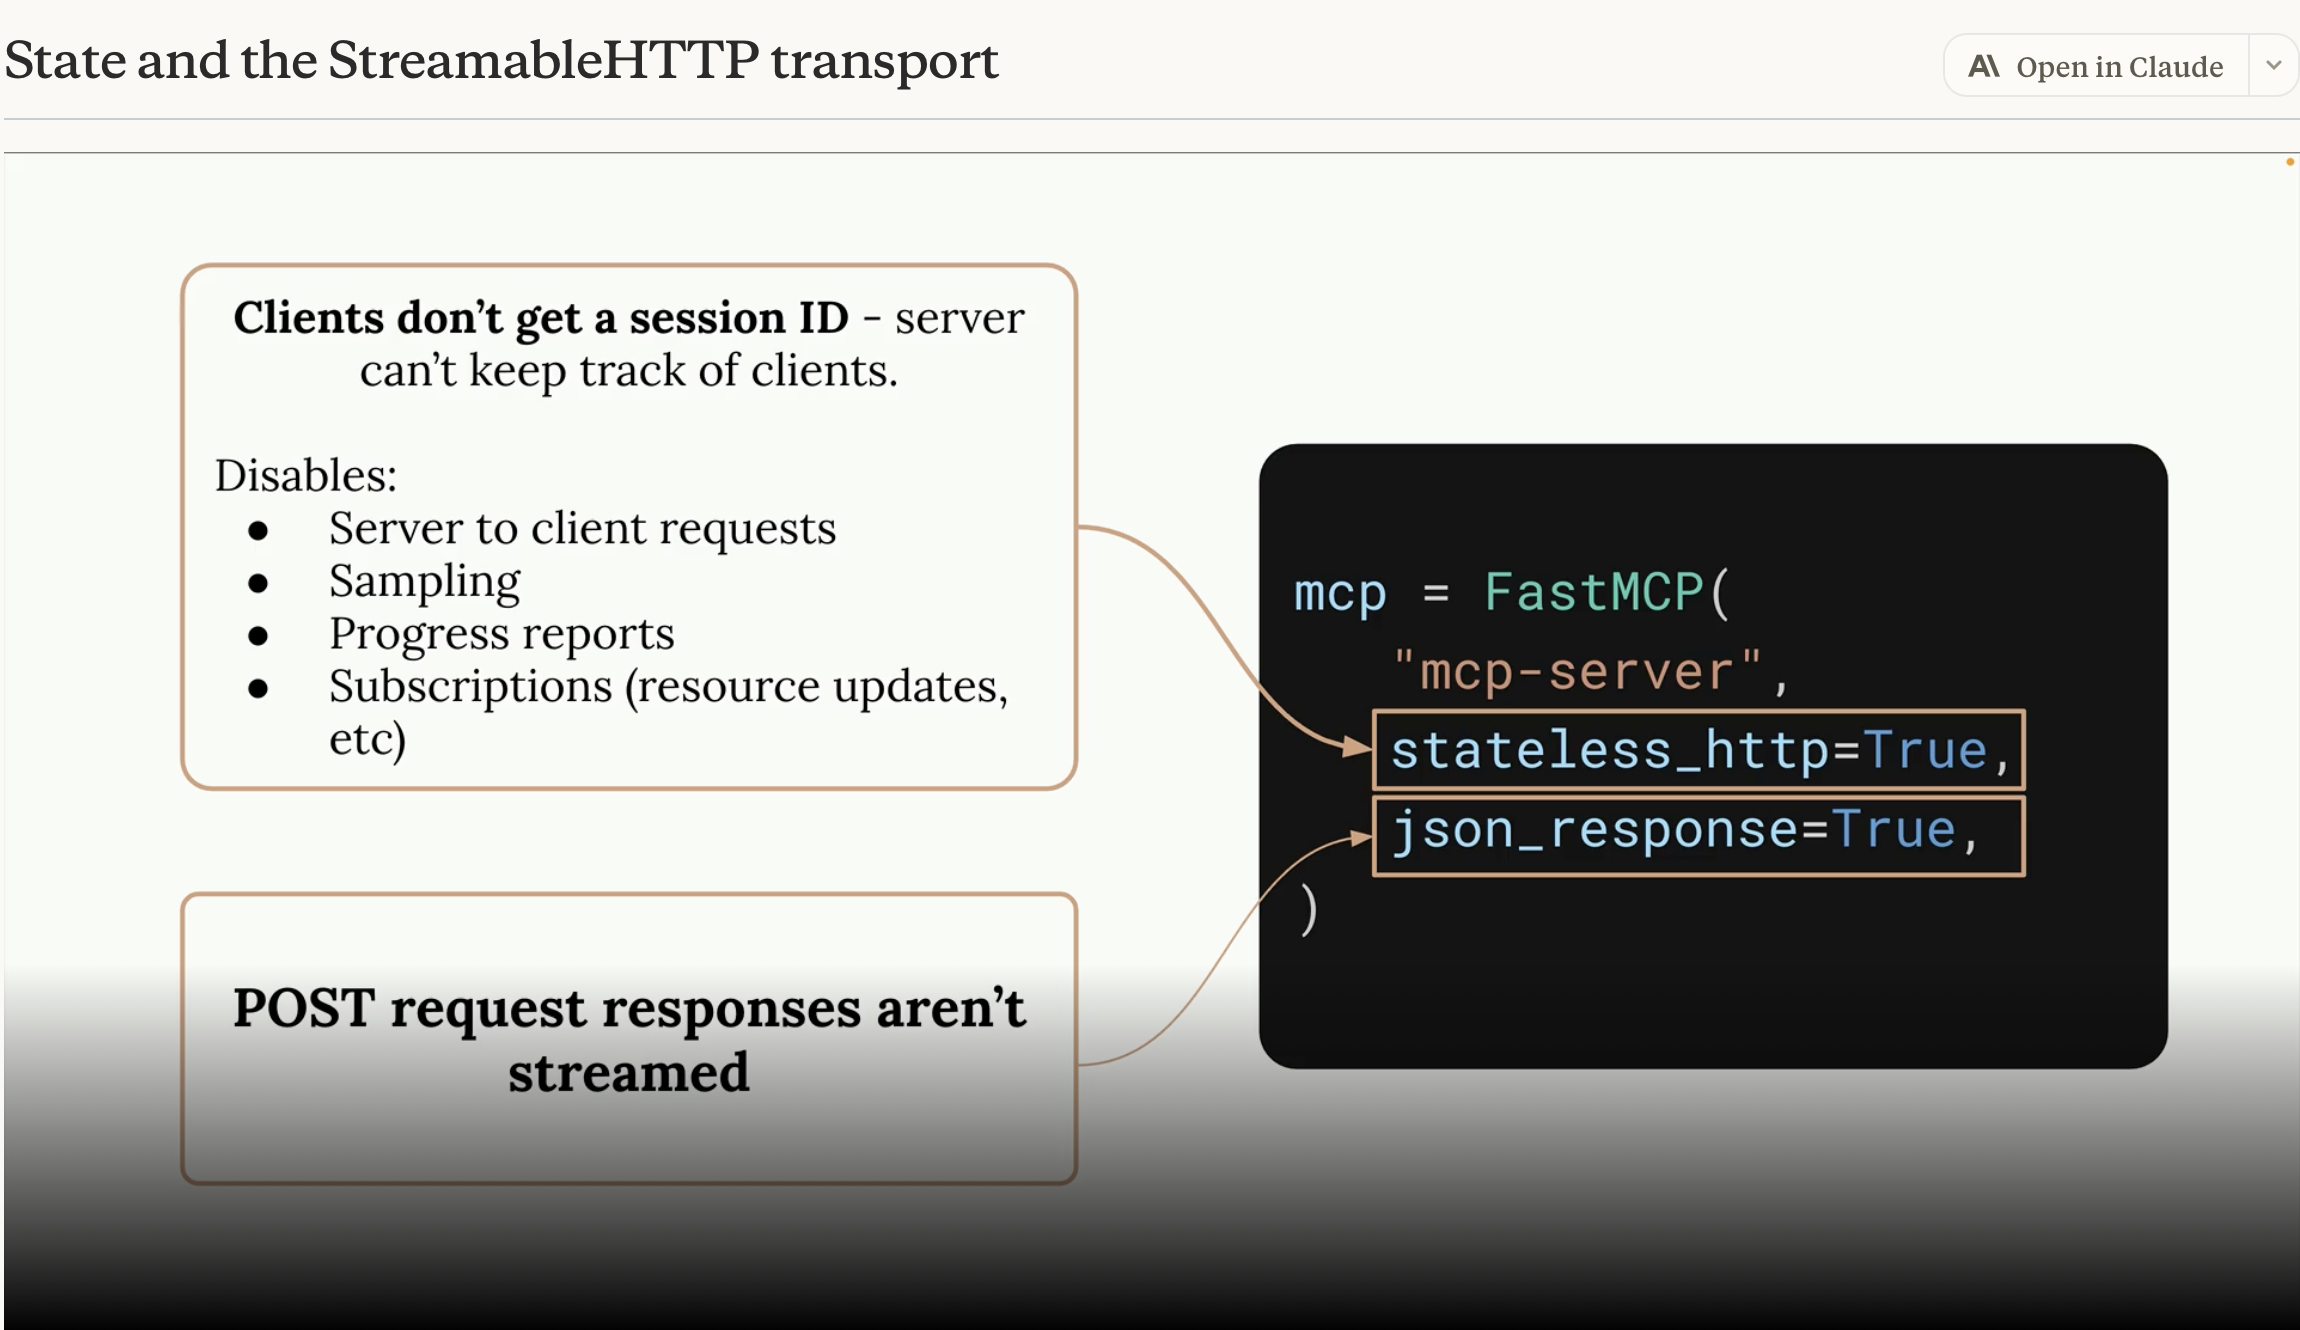 State and the StreamableHTTP transport
Open in Claude
Clients don’t get a session ID - server
can’t keep track of clients.
Disables:
● Server to client requests
● Sampling
● Progress reports
● Subscriptions (resource updates,
etc)
POST request responses aren’t
streamed
mcp = FastMCP(
"mcp-server",
stateless_http=True,
json_response=True,
)